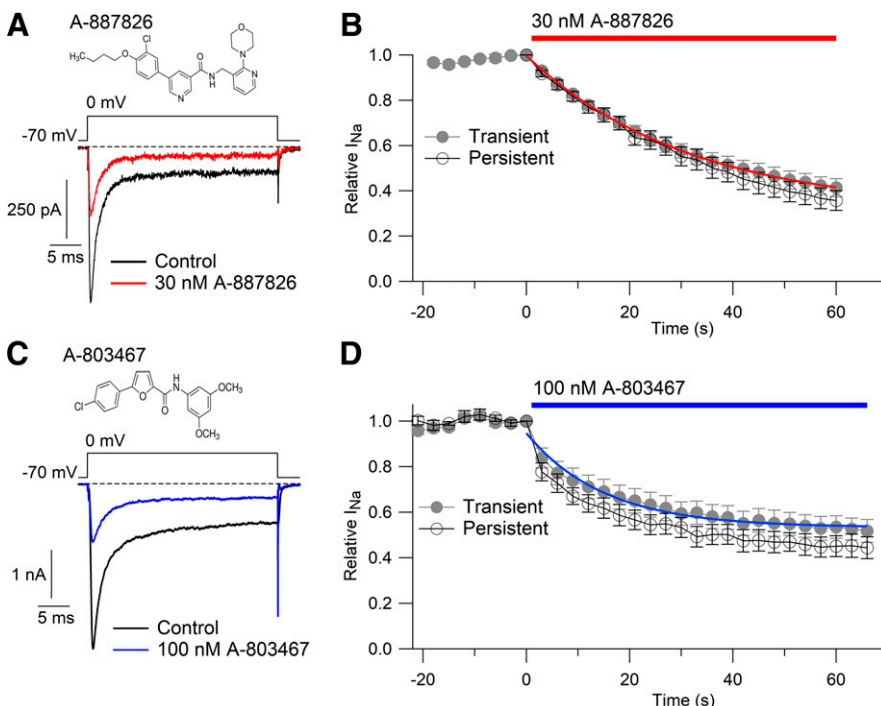 A
A-887826
Cl
CH₃
O
N
O
N
H
N
N
O
0 mV
-70 mV
250 pA
5 ms
Control
30 nM A-887826
B
30 nM A-887826
1.0
0.8
0.6
0.4
0.2
0.0
Relative I_Na
Transient
Persistent
-20
0
20
40
60
Time (s)
C
A-803467
Cl
O
O
H
N
OCH₃
OCH₃
0 mV
-70 mV
1 nA
5 ms
Control
100 nM A-803467
D
100 nM A-803467
1.0
0.8
0.6
0.4
0.2
0.0
Relative I_Na
Transient
Persistent
-20
0
20
40
60
Time (s)